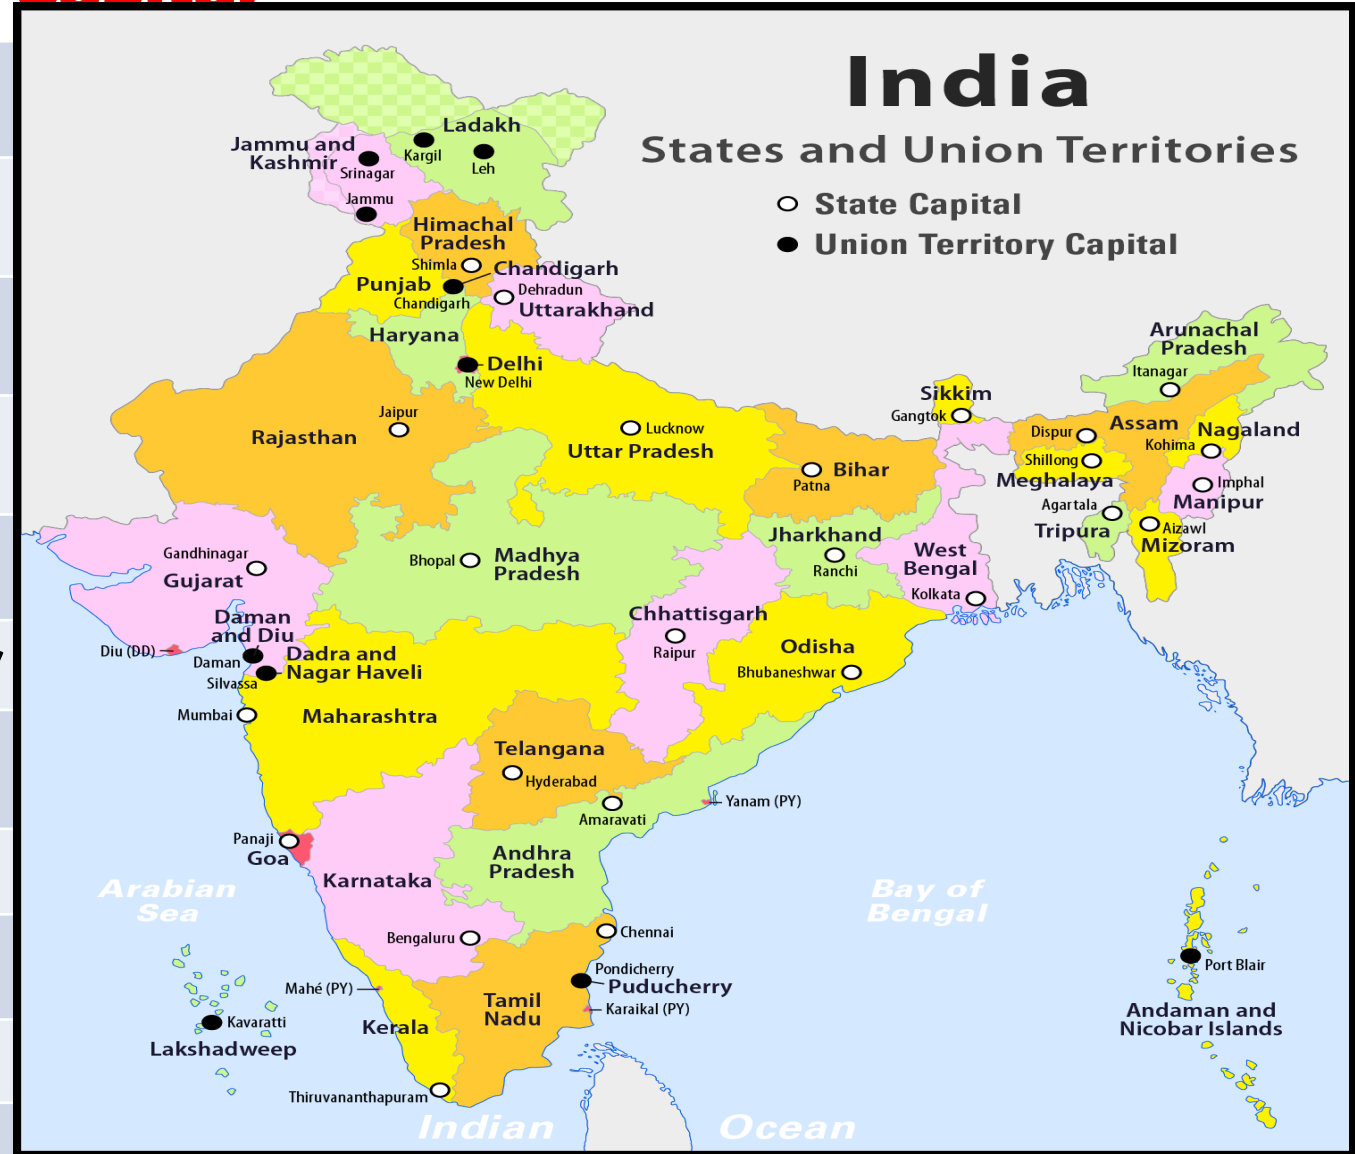 India
States and Union Territories
State Capital
Union Territory Capital
Ladakh
Kargil
Leh
Jammu and
Kashmir
Srinagar
Jammu
Himachal
Pradesh
Shimla
Chandigarh
Punjab
Chandigarh
Dehradun
Uttarakhand
Haryana
Delhi
New Delhi
Arunachal
Pradesh
Itanagar
Sikkim
Gangtok
Assam
Dispur
Nagaland
Kohima
Shillong
Meghalaya
Imphal
Manipur
Agartala
Tripura
Aizawl
Mizoram
Jaipur
Rajasthan
Lucknow
Uttar Pradesh
Bihar
Patna
Jharkhand
Ranchi
West
Bengal
Kolkata
Gandhinagar
Gujarat
Bhopal
Madhya
Pradesh
Chhattisgarh
Raipur
Odisha
Bhubaneshwar
Daman
and Diu
Diu (DD)
Daman
Dadra and
Nagar Haveli
Silvassa
Mumbai
Maharashtra
Telangana
Hyderabad
Amaravati
Yanam (PY)
Panaji
Goa
Andhra
Pradesh
Karnataka
Arabian
Sea
Bay of
Bengal
Bengaluru
Chennai
Pondicherry
Puducherry
Karaikal (PY)
Mahé (PY)
Tamil
Nadu
Kerala
Kavaratti
Lakshadweep
Thiruvananthapuram
Port Blair
Andaman and
Nicobar Islands
Indian Ocean